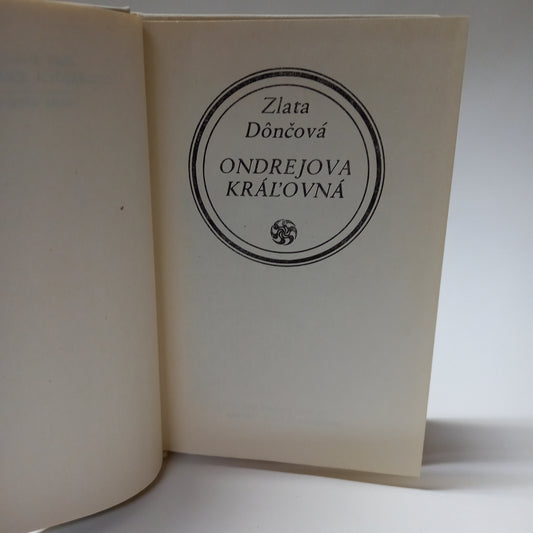 Zlata
Dônčová
ONDREJOVA
KRÁĽOVNÁ